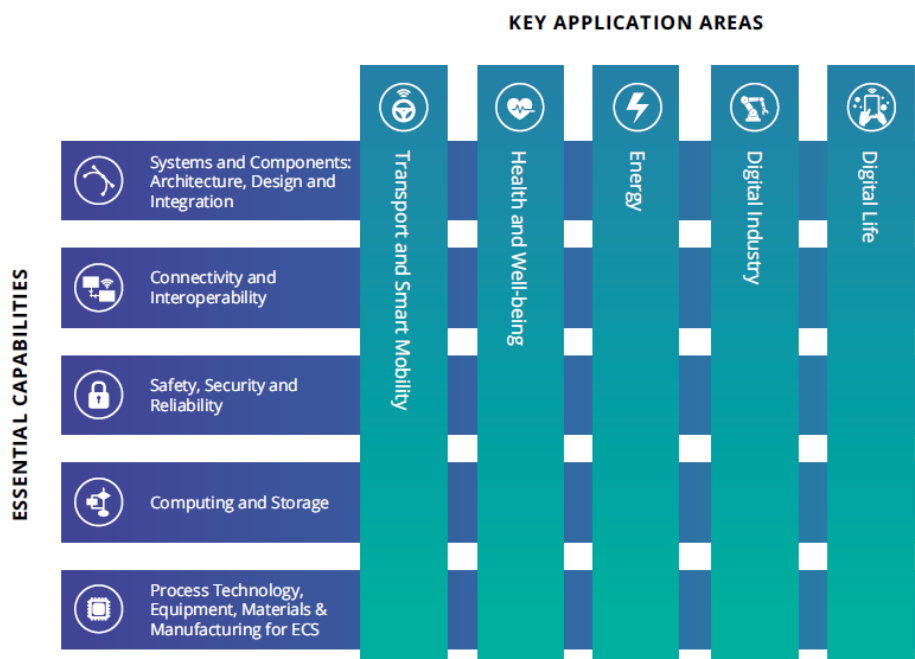 KEY APPLICATION AREAS
Transport and Smart Mobility
Health and Well-being
Energy
Digital Industry
Digital Life
ESSENTIAL CAPABILITIES
Systems and Components:
Architecture, Design and
Integration
Connectivity and
Interoperability
Safety, Security and
Reliability
Computing and Storage
Process Technology,
Equipment, Materials &
Manufacturing for ECS